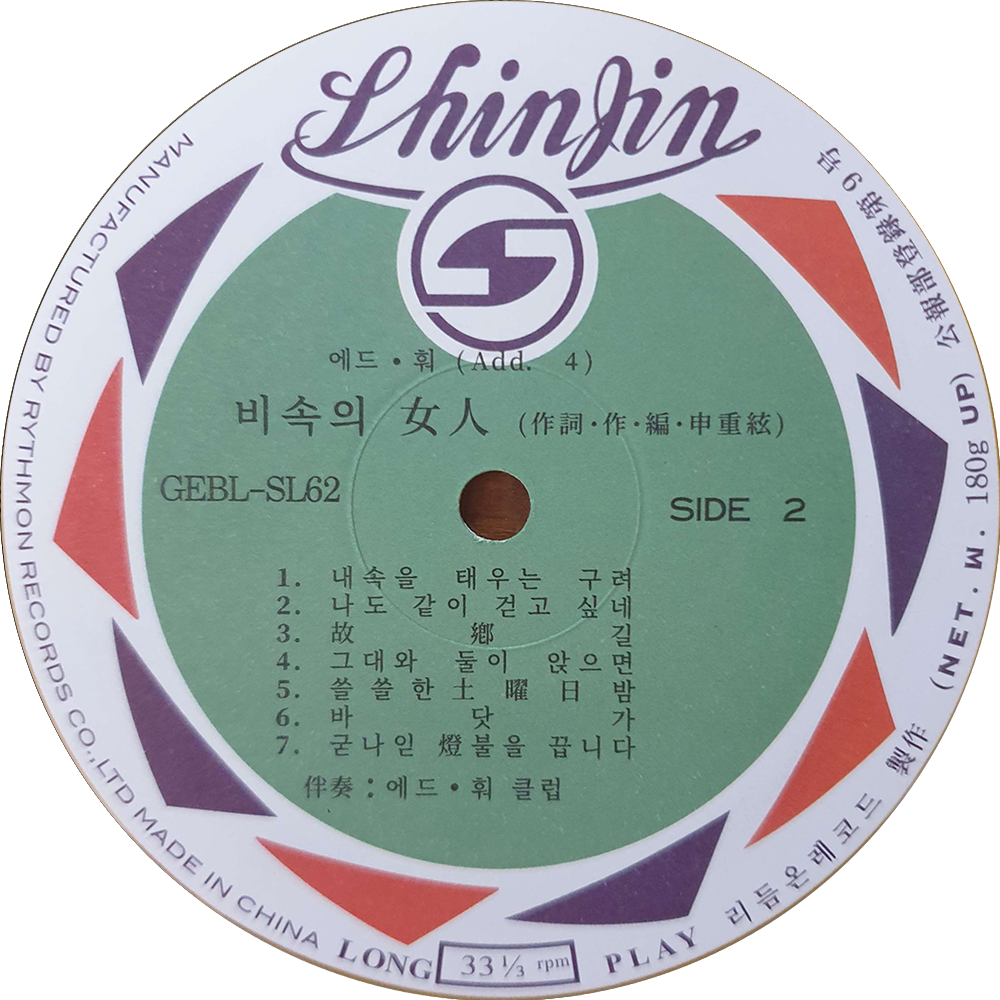 ShinJin
에드·훠 (Add. 4)
비속의 女人 (作詞·作·編·申重絃)
GEBL-SL62
SIDE 2
1. 내속을 태우는 구려
2. 나도 같이 걷고 싶네
3. 故鄕길
4. 그대와 둘이 앉으면
5. 쓸쓸한 土曜日밤
6. 바닷가
7. 굳나잍 燈불을 끕니다
伴奏:에드·훠 클럽
MANUFACTURED BY RYTHMON RECORDS CO.,LTD MADE IN CHINA
LONG 33 1/3 rpm PLAY
리듬온레코드 製作
(NET. W. 180g UP)
公報部登錄第9号